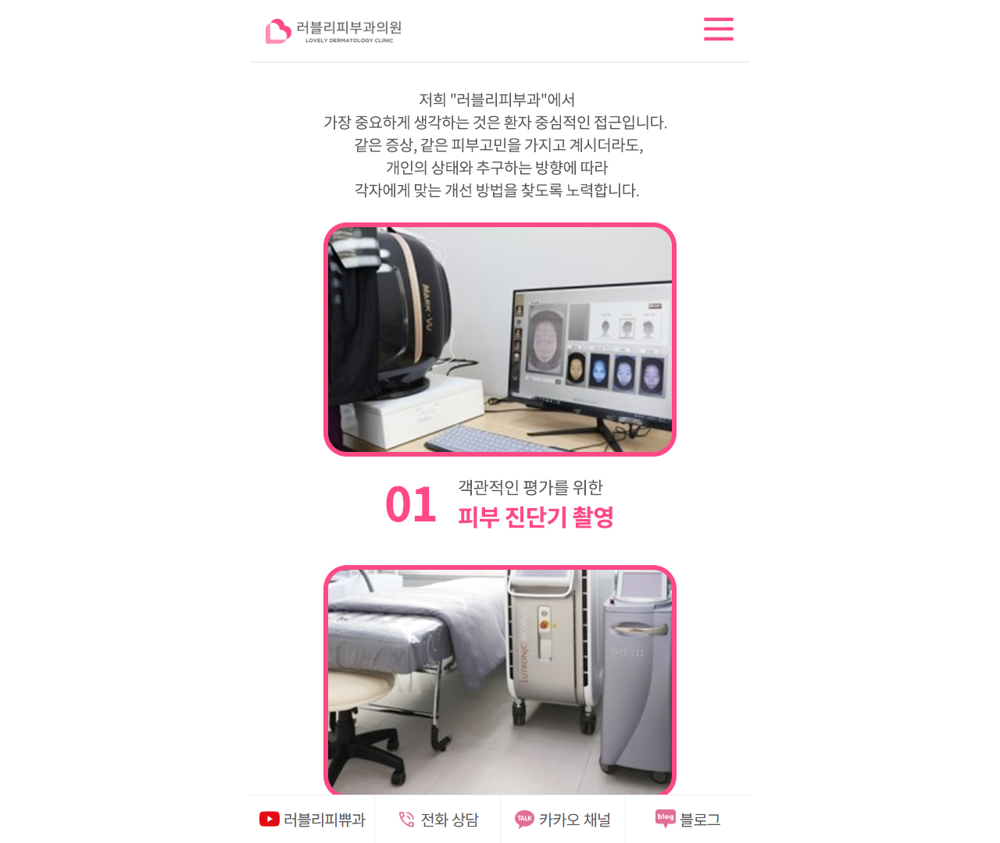 러블리피부과의원
LOVELY DERMATOLOGY CLINIC
저희 "러블리피부과"에서
가장 중요하게 생각하는 것은 환자 중심적인 접근입니다.
같은 증상, 같은 피부고민을 가지고 계시더라도,
개인의 상태와 추구하는 방향에 따라
각자에게 맞는 개선 방법을 찾도록 노력합니다.
MARK-VU
01
객관적인 평가를 위한
피부 진단기 촬영
LUTRONIC
러블리피쀼과
TALK
전화 상담
카카오 채널
blog
블로그